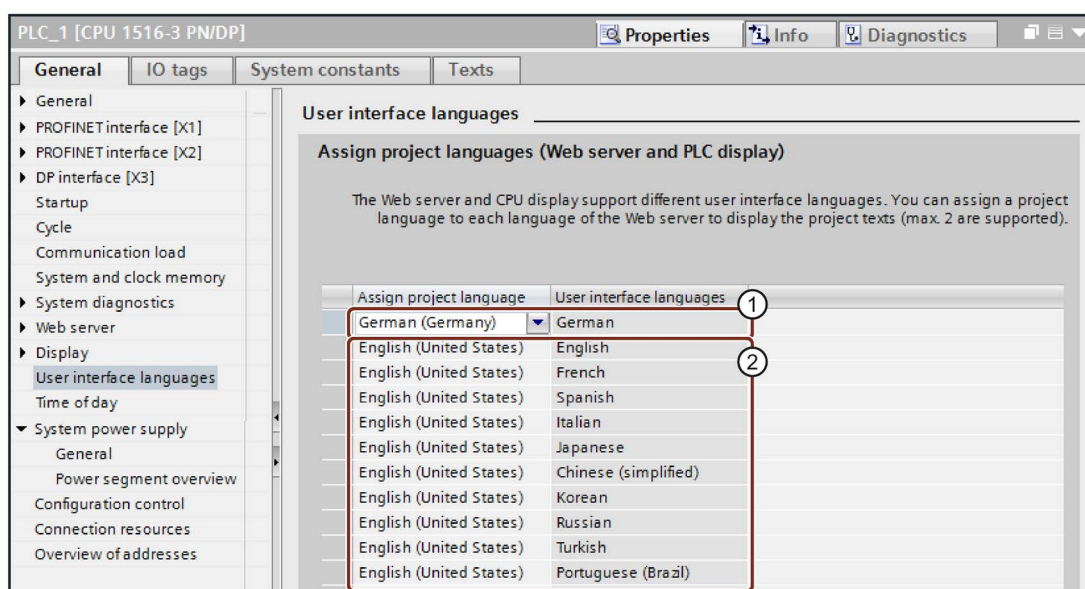 PLC_1 [CPU 1516-3 PN/DP]
Properties
Info
Diagnostics
General
IO tags
System constants
Texts
General
PROFINET interface [X1]
PROFINET interface [X2]
DP interface [X3]
Startup
Cycle
Communication load
System and clock memory
System diagnostics
Web server
Display
User interface languages
Time of day
System power supply
General
Power segment overview
Configuration control
Connection resources
Overview of addresses
User interface languages
Assign project languages (Web server and PLC display)
The Web server and CPU display support different user interface languages. You can assign a project
language to each language of the Web server to display the project texts (max. 2 are supported).
Assign project language User interface languages
1
German (Germany) German
2
English (United States) English
English (United States) French
English (United States) Spanish
English (United States) Italian
English (United States) Japanese
English (United States) Chinese (simplified)
English (United States) Korean
English (United States) Russian
English (United States) Turkish
English (United States) Portuguese (Brazil)